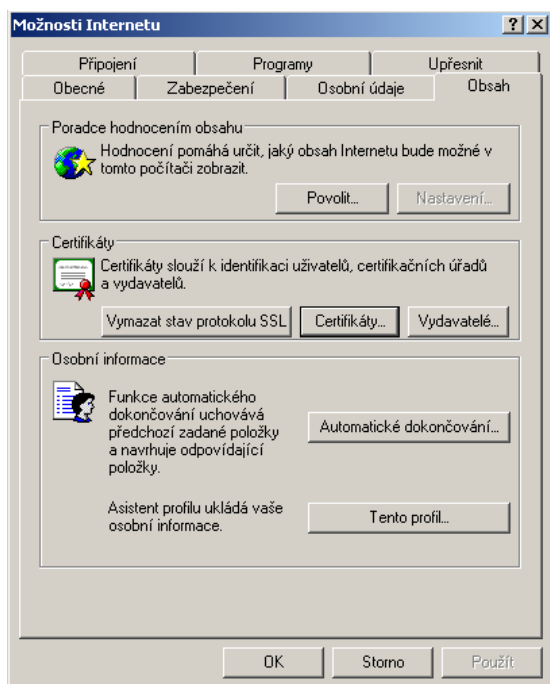 Možnosti Internetu
Připojení Programy Upřesnit
Obecné Zabezpečení Osobní údaje Obsah
Poradce hodnocením obsahu
Hodnocení pomáhá určit, jaký obsah Internetu bude možné v
tomto počítači zobrazit.
Povolit... Nastavení...
Certifikáty
Certifikáty slouží k identifikaci uživatelů, certifikačních úřadů
a vydavatelů.
Vymazat stav protokolu SSL Certifikáty... Vydavatelé...
Osobní informace
Funkce automatického
dokončování uchovává
předchozí zadané položky
a navrhuje odpovídající
položky.
Automatické dokončování...
Asistent profilu ukládá vaše
osobní informace.
Tento profil...
OK Storno Použít